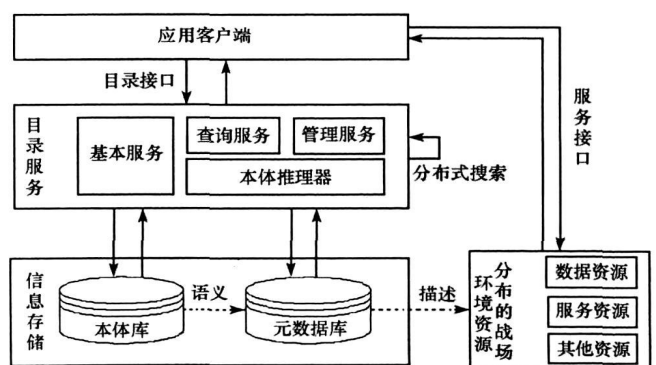 应用客户端
目录接口
服务接口
目录服务
基本服务
查询服务
管理服务
本体推理器
分布式搜索
信息存储
本体库
语义
元数据库
描述
分布的战场
环境资源
数据资源
服务资源
其他资源